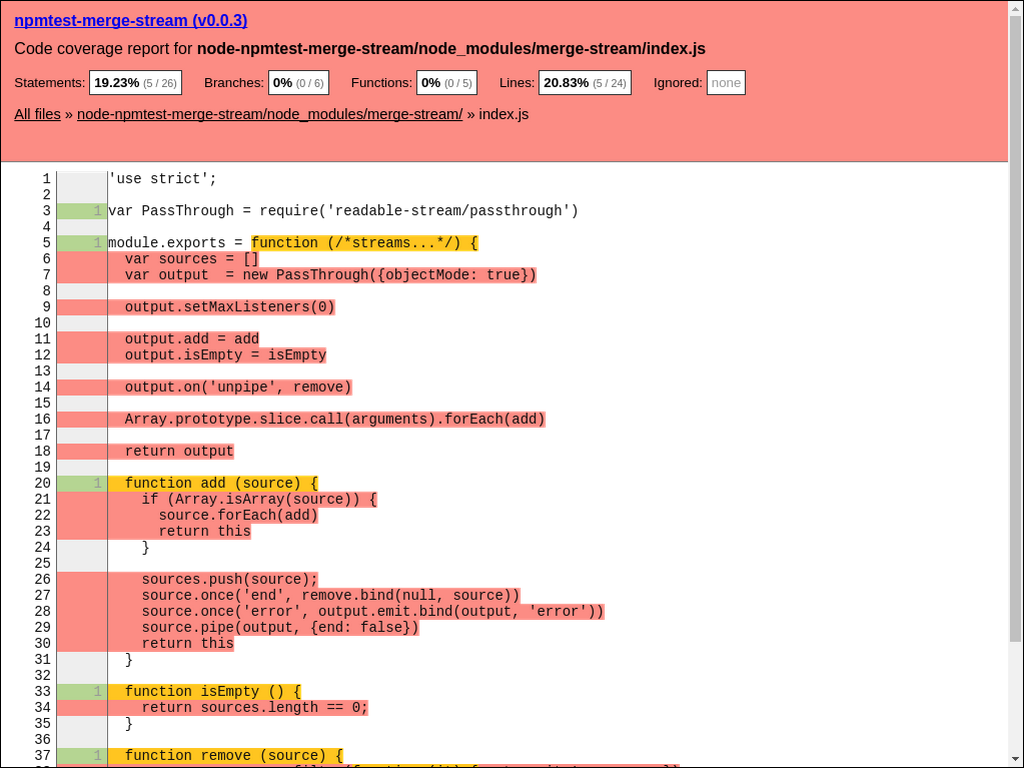 npmtest-merge-stream (v0.0.3)
Code coverage report for node-npmtest-merge-stream/node_modules/merge-stream/index.js
Statements: 19.23% (5 / 26) Branches: 0% (0 / 6) Functions: 0% (0 / 5) Lines: 20.83% (5 / 24) Ignored: none
All files » node-npmtest-merge-stream/node_modules/merge-stream/ » index.js
1 'use strict';
2
3 1 var PassThrough = require('readable-stream/passthrough')
4
5 1 module.exports = function (/*streams...*/) {
6 var sources = []
7 var output  = new PassThrough({objectMode: true})
8
9 output.setMaxListeners(0)
10
11 output.add = add
12 output.isEmpty = isEmpty
13
14 output.on('unpipe', remove)
15
16 Array.prototype.slice.call(arguments).forEach(add)
17
18 return output
19
20 1 function add (source) {
21 if (Array.isArray(source)) {
22 source.forEach(add)
23 return this
24 }
25
26 sources.push(source);
27 source.once('end', remove.bind(null, source))
28 source.once('error', output.emit.bind(output, 'error'))
29 source.pipe(output, {end: false})
30 return this
31 }
32
33 1 function isEmpty () {
34 return sources.length == 0;
35 }
36
37 1 function remove (source) {